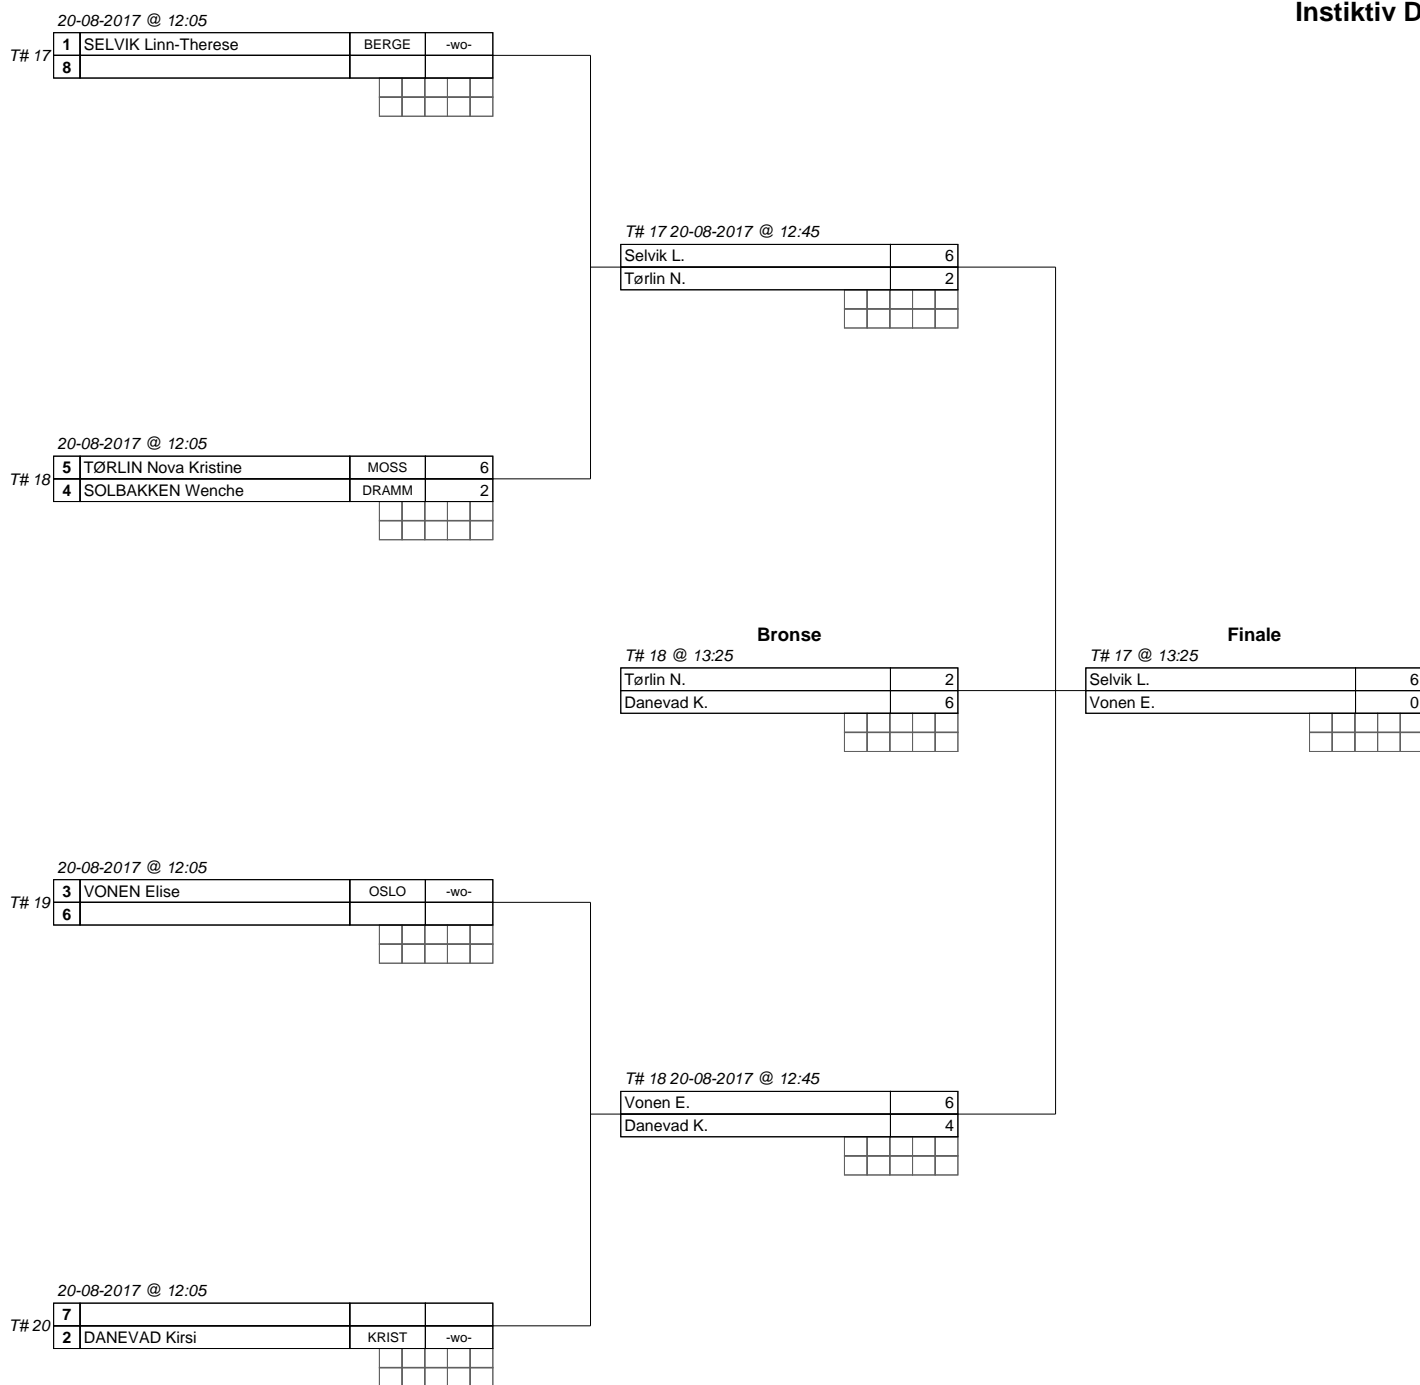 Instiktiv D
20-08-2017 @ 12:05
T# 17
1 SELVIK Linn-Therese BERGE -wo-
8
T# 17 20-08-2017 @ 12:45
Selvik L. 6
Tørlin N. 2
20-08-2017 @ 12:05
T# 18
5 TØRLIN Nova Kristine MOSS 6
4 SOLBAKKEN Wenche DRAMM 2
Bronse
T# 18 @ 13:25
Tørlin N. 2
Danevad K. 6
Finale
T# 17 @ 13:25
Selvik L. 6
Vonen E. 0
20-08-2017 @ 12:05
T# 19
3 VONEN Elise OSLO -wo-
6
T# 18 20-08-2017 @ 12:45
Vonen E. 6
Danevad K. 4
20-08-2017 @ 12:05
T# 20
7
2 DANEVAD Kirsi KRIST -wo-